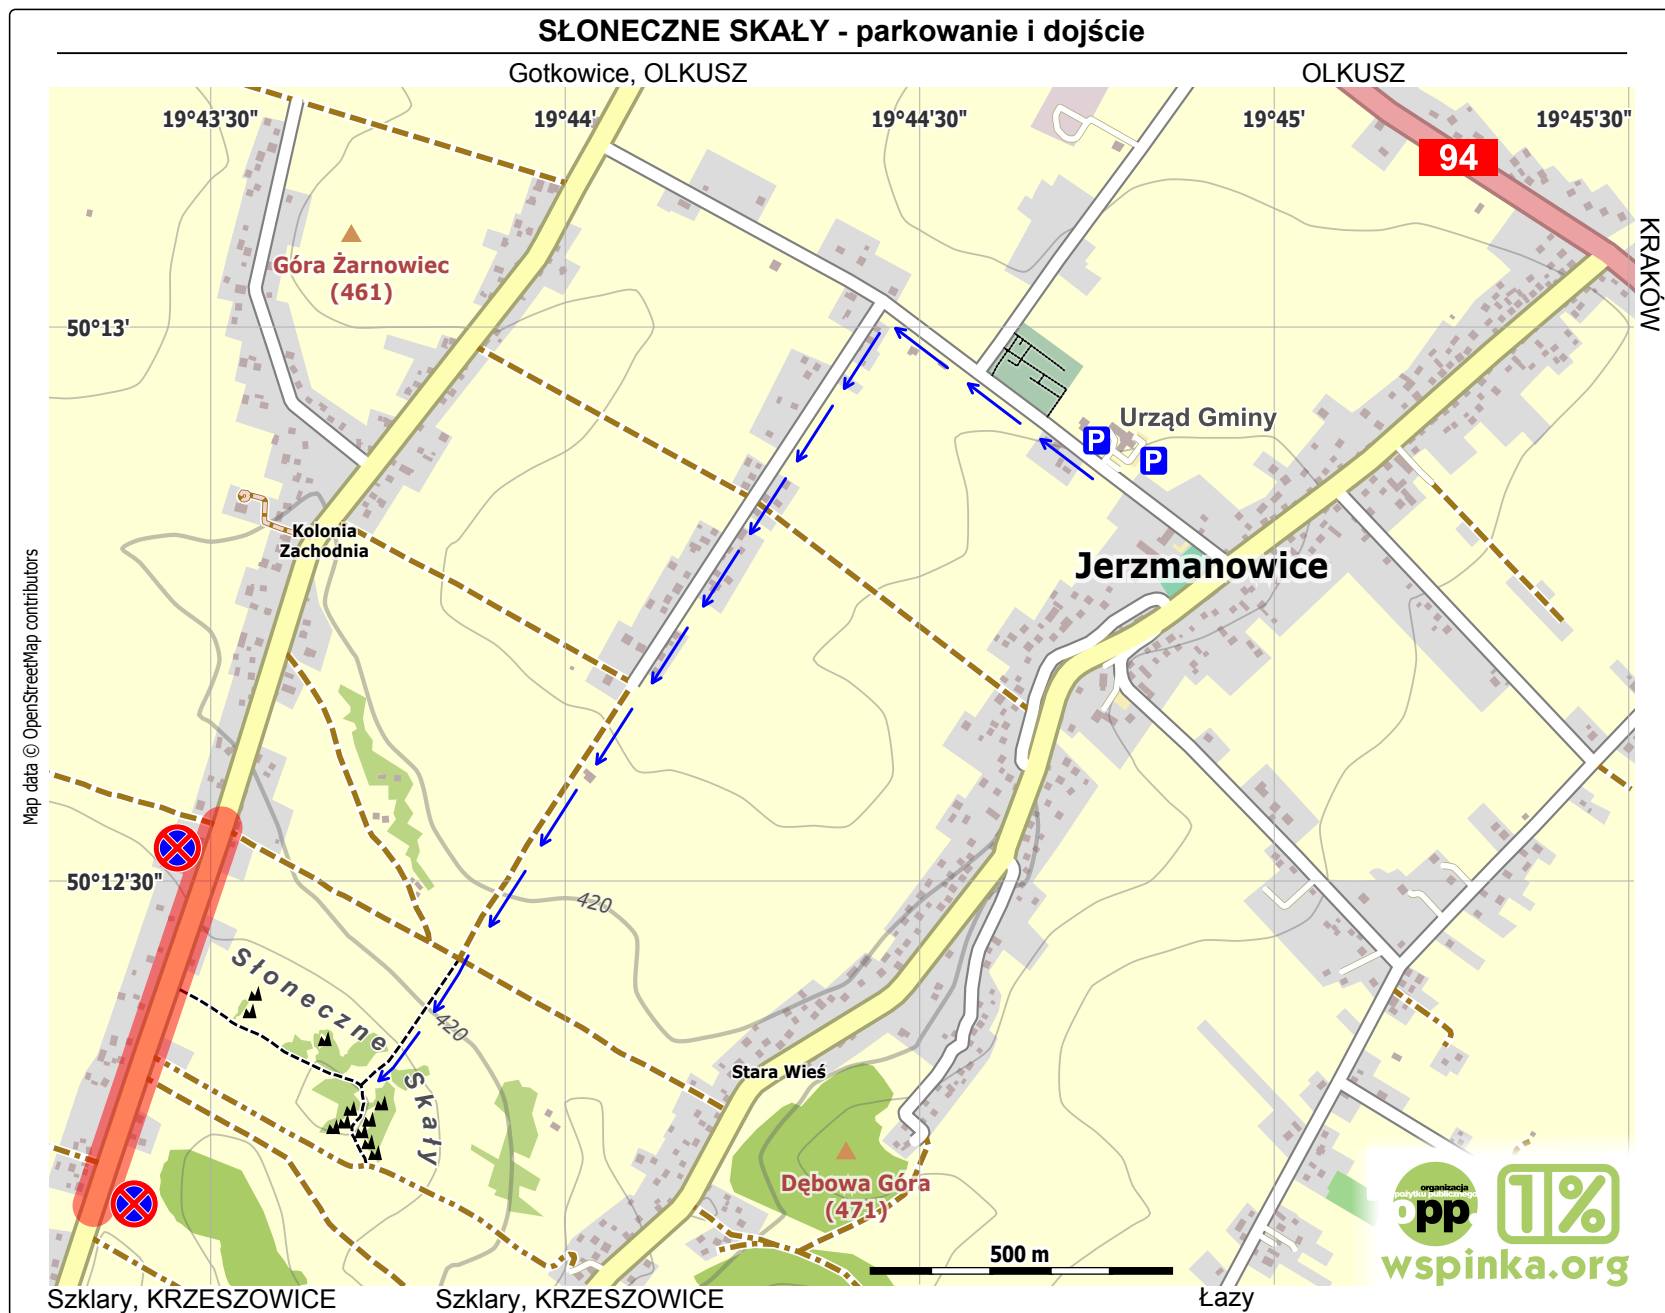 SŁONECZNE SKAŁY - parkowanie i dojście
Gotkowice, OLKUSZ
OLKUSZ
19°43'30"
19°44'
19°44'30"
19°45'
19°45'30"
94
KRAKÓW
Góra Żarnowiec
(461)
50°13'
Urząd Gminy
P
P
Kolonia
Zachodnia
Jerzmanowice
Map data © OpenStreetMap contributors
50°12'30"
420
420
Słoneczne Skały
Stara Wieś
Dębowa Góra
(471)
500 m
organizacja
pożytku publicznego
opp
1%
wspinka.org
Szklary, KRZESZOWICE
Szklary, KRZESZOWICE
Łazy